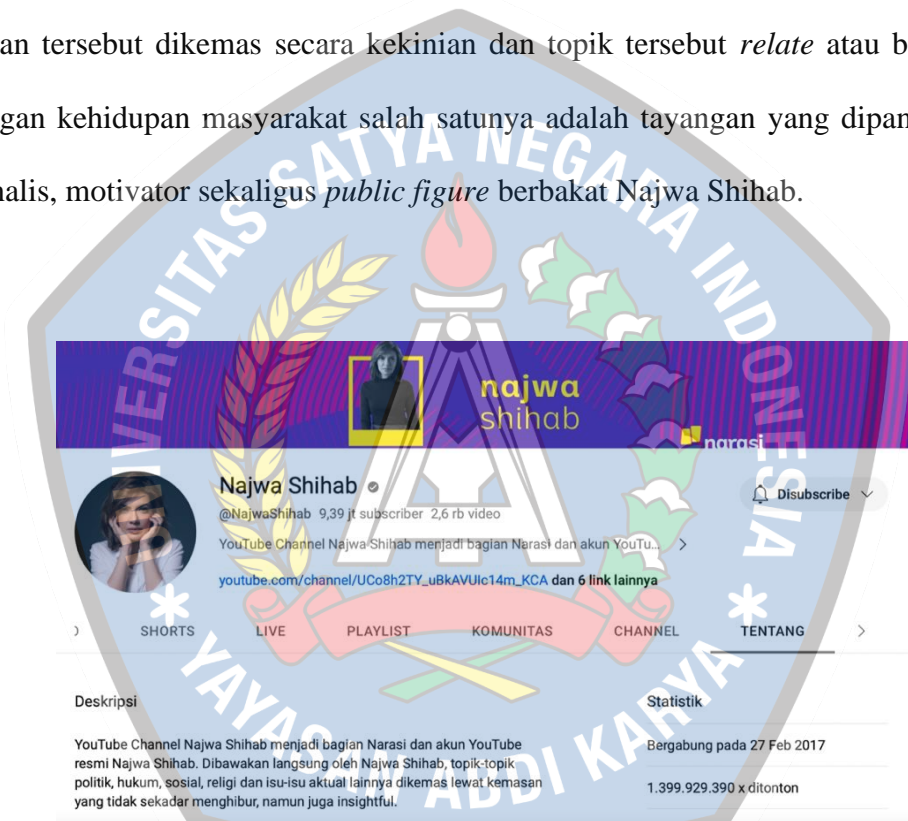 an tersebut dikemas secara kekinian dan topik tersebut relate atau b
gan kehidupan masyarakat salah satunya adalah tayangan yang dipan
nalis, motivator sekaligus public figure berbakat Najwa Shihab.
UNIVERSITAS SATYA NEGARA INDONESIA
najwa
shihab
narasi
Najwa Shihab
@NajwaShihab 9,39 jt subscriber 2,6 rb video
Disubscribe
YouTube Channel Najwa Shihab menjadi bagian Narasi dan akun YouTu...
youtube.com/channel/UCo8h2TY_uBkAVUIc14m_KCA dan 6 link lainnya
SHORTS LIVE PLAYLIST KOMUNITAS CHANNEL TENTANG
Deskripsi
Statistik
YouTube Channel Najwa Shihab menjadi bagian Narasi dan akun YouTube
resmi Najwa Shihab. Dibawakan langsung oleh Najwa Shihab, topik-topik
politik, hukum, sosial, religi dan isu-isu aktual lainnya dikemas lewat kemasan
yang tidak sekadar menghibur, namun juga insightful.
Bergabung pada 27 Feb 2017
1.399.929.390 x ditonton
YAYASAN ABDI KARYA